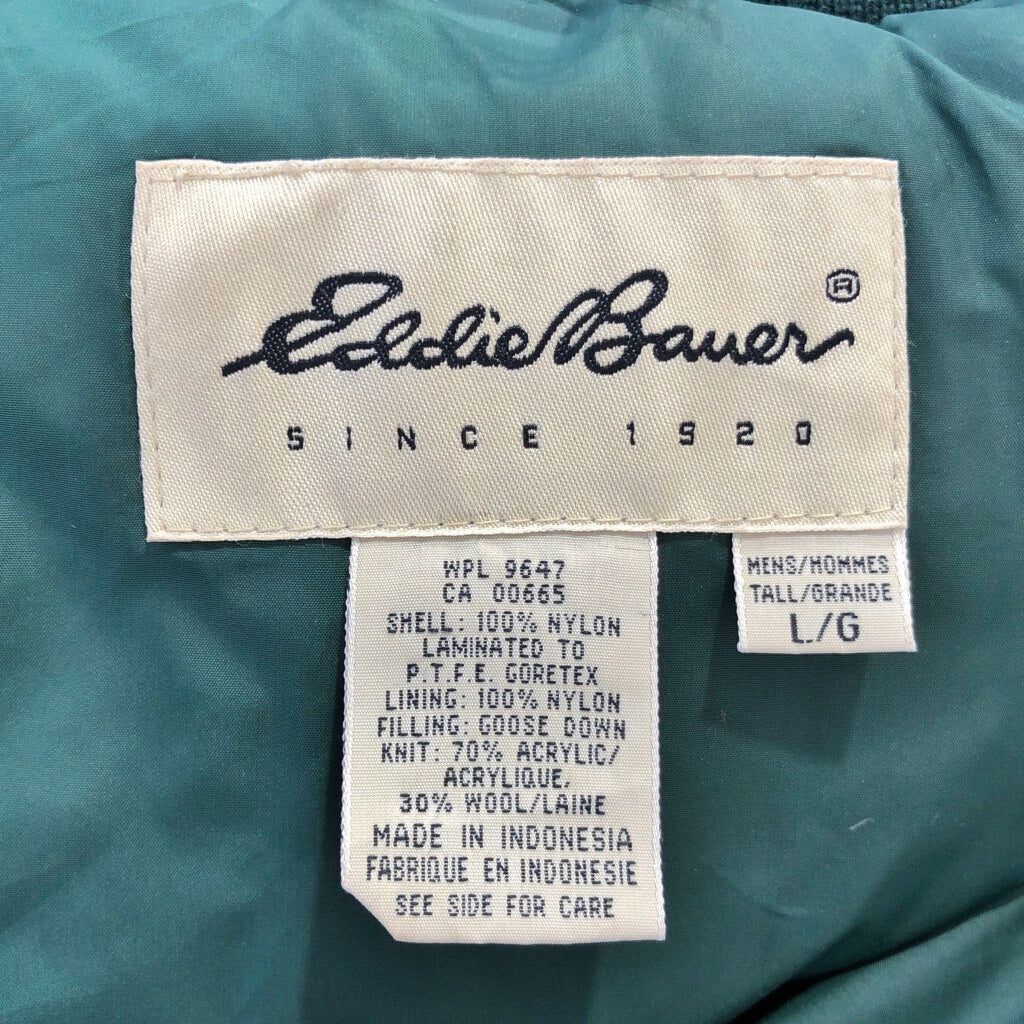 Eddie Bauer ®
SINCE 1920
WPL 9647
CA 00665
SHELL: 100% NYLON
LAMINATED TO
P.T.F.E. GORETEX
LINING: 100% NYLON
FILLING: GOOSE DOWN
KNIT: 70% ACRYLIC/
ACRYLIQUE,
30% WOOL/LAINE
MADE IN INDONESIA
FABRIQUE EN INDONESIE
SEE SIDE FOR CARE
MENS/HOMMES
TALL/GRANDE
L/G